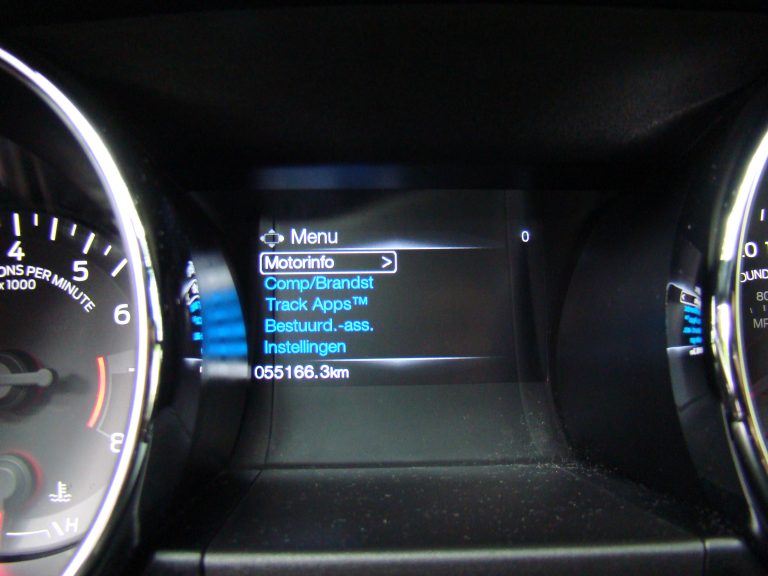 Menu
0
Motorinfo >
Comp/Brandst
Track Apps™
Bestuurd.-ass.
Instellingen
055166.3km
4
5
6
8
ONS PER MINUTE
x1000
H
10
80